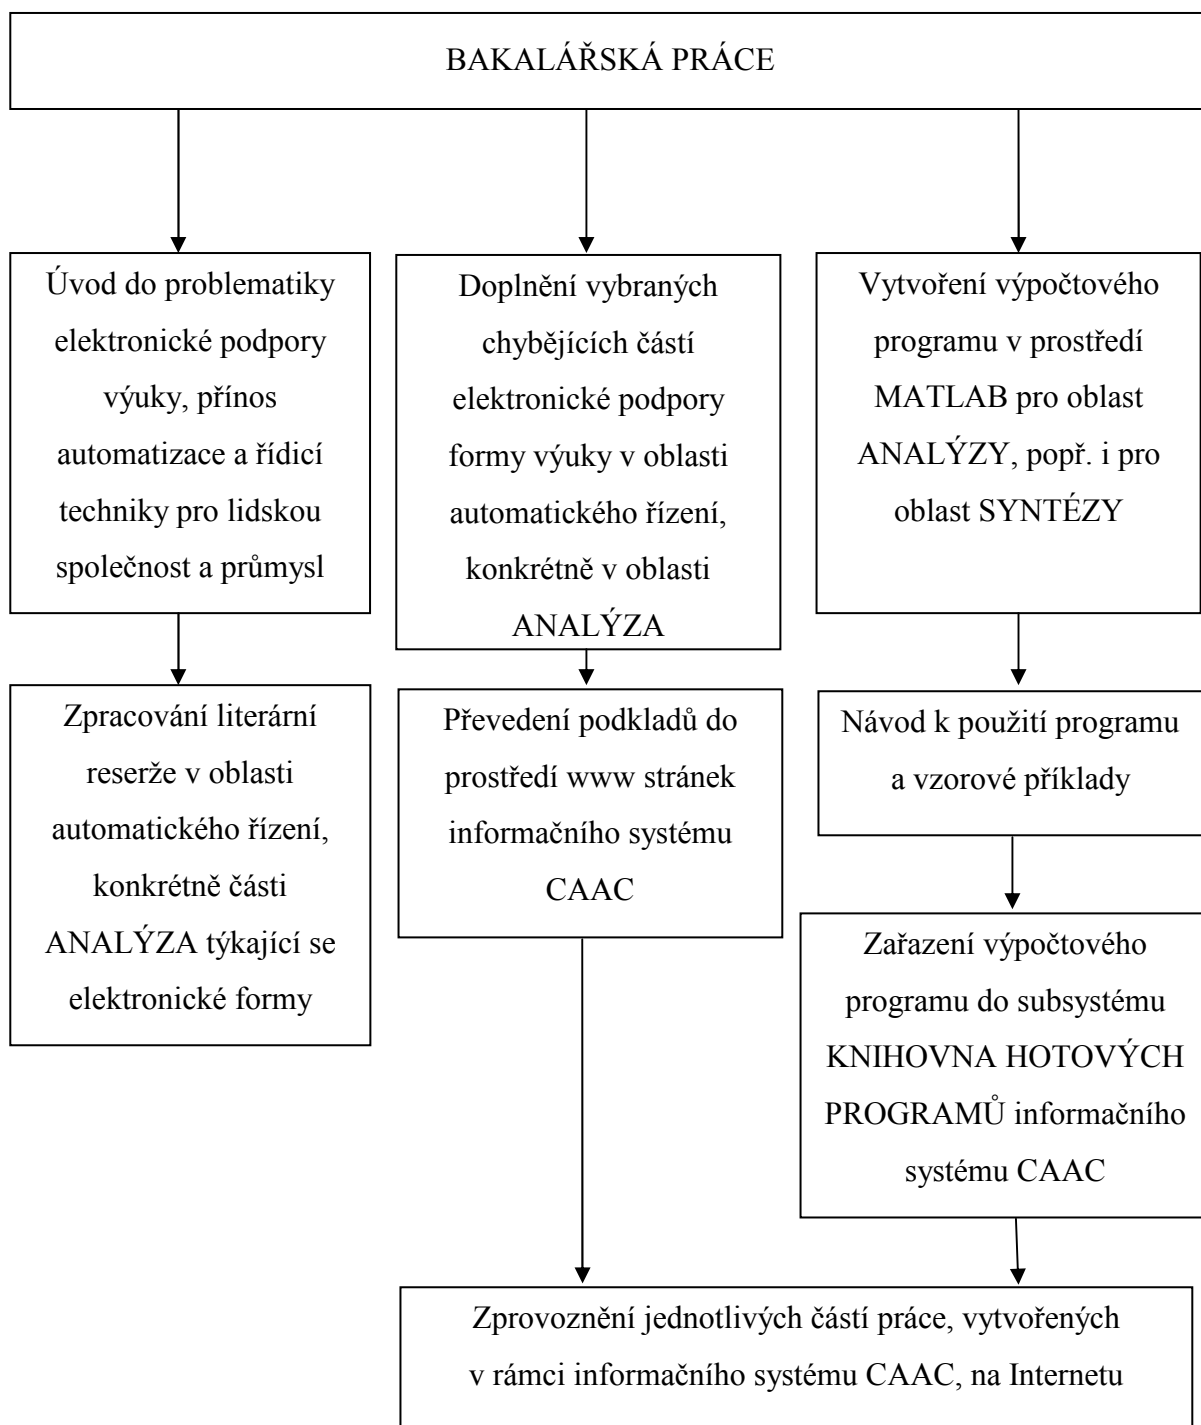 BAKALÁŘSKÁ PRÁCE
Úvod do problematiky
elektronické podpory
výuky, přínos
automatizace a řídicí
techniky pro lidskou
společnost a průmysl
Zpracování literární
reserže v oblasti
automatického řízení,
konkrétně části
ANALÝZA týkající se
elektronické formy
Doplnění vybraných
chybějících částí
elektronické podpory
formy výuky v oblasti
automatického řízení,
konkrétně v oblasti
ANALÝZA
Převedení podkladů do
prostředí www stránek
informačního systému
CAAC
Vytvoření výpočtového
programu v prostředí
MATLAB pro oblast
ANALÝZY, popř. i pro
oblast SYNTÉZY
Návod k použití programu
a vzorové příklady
Zařazení výpočtového
programu do subsystému
KNIHOVNA HOTOVÝCH
PROGRAMŮ informačního
systému CAAC
Zprovoznění jednotlivých částí práce, vytvořených
v rámci informačního systému CAAC, na Internetu